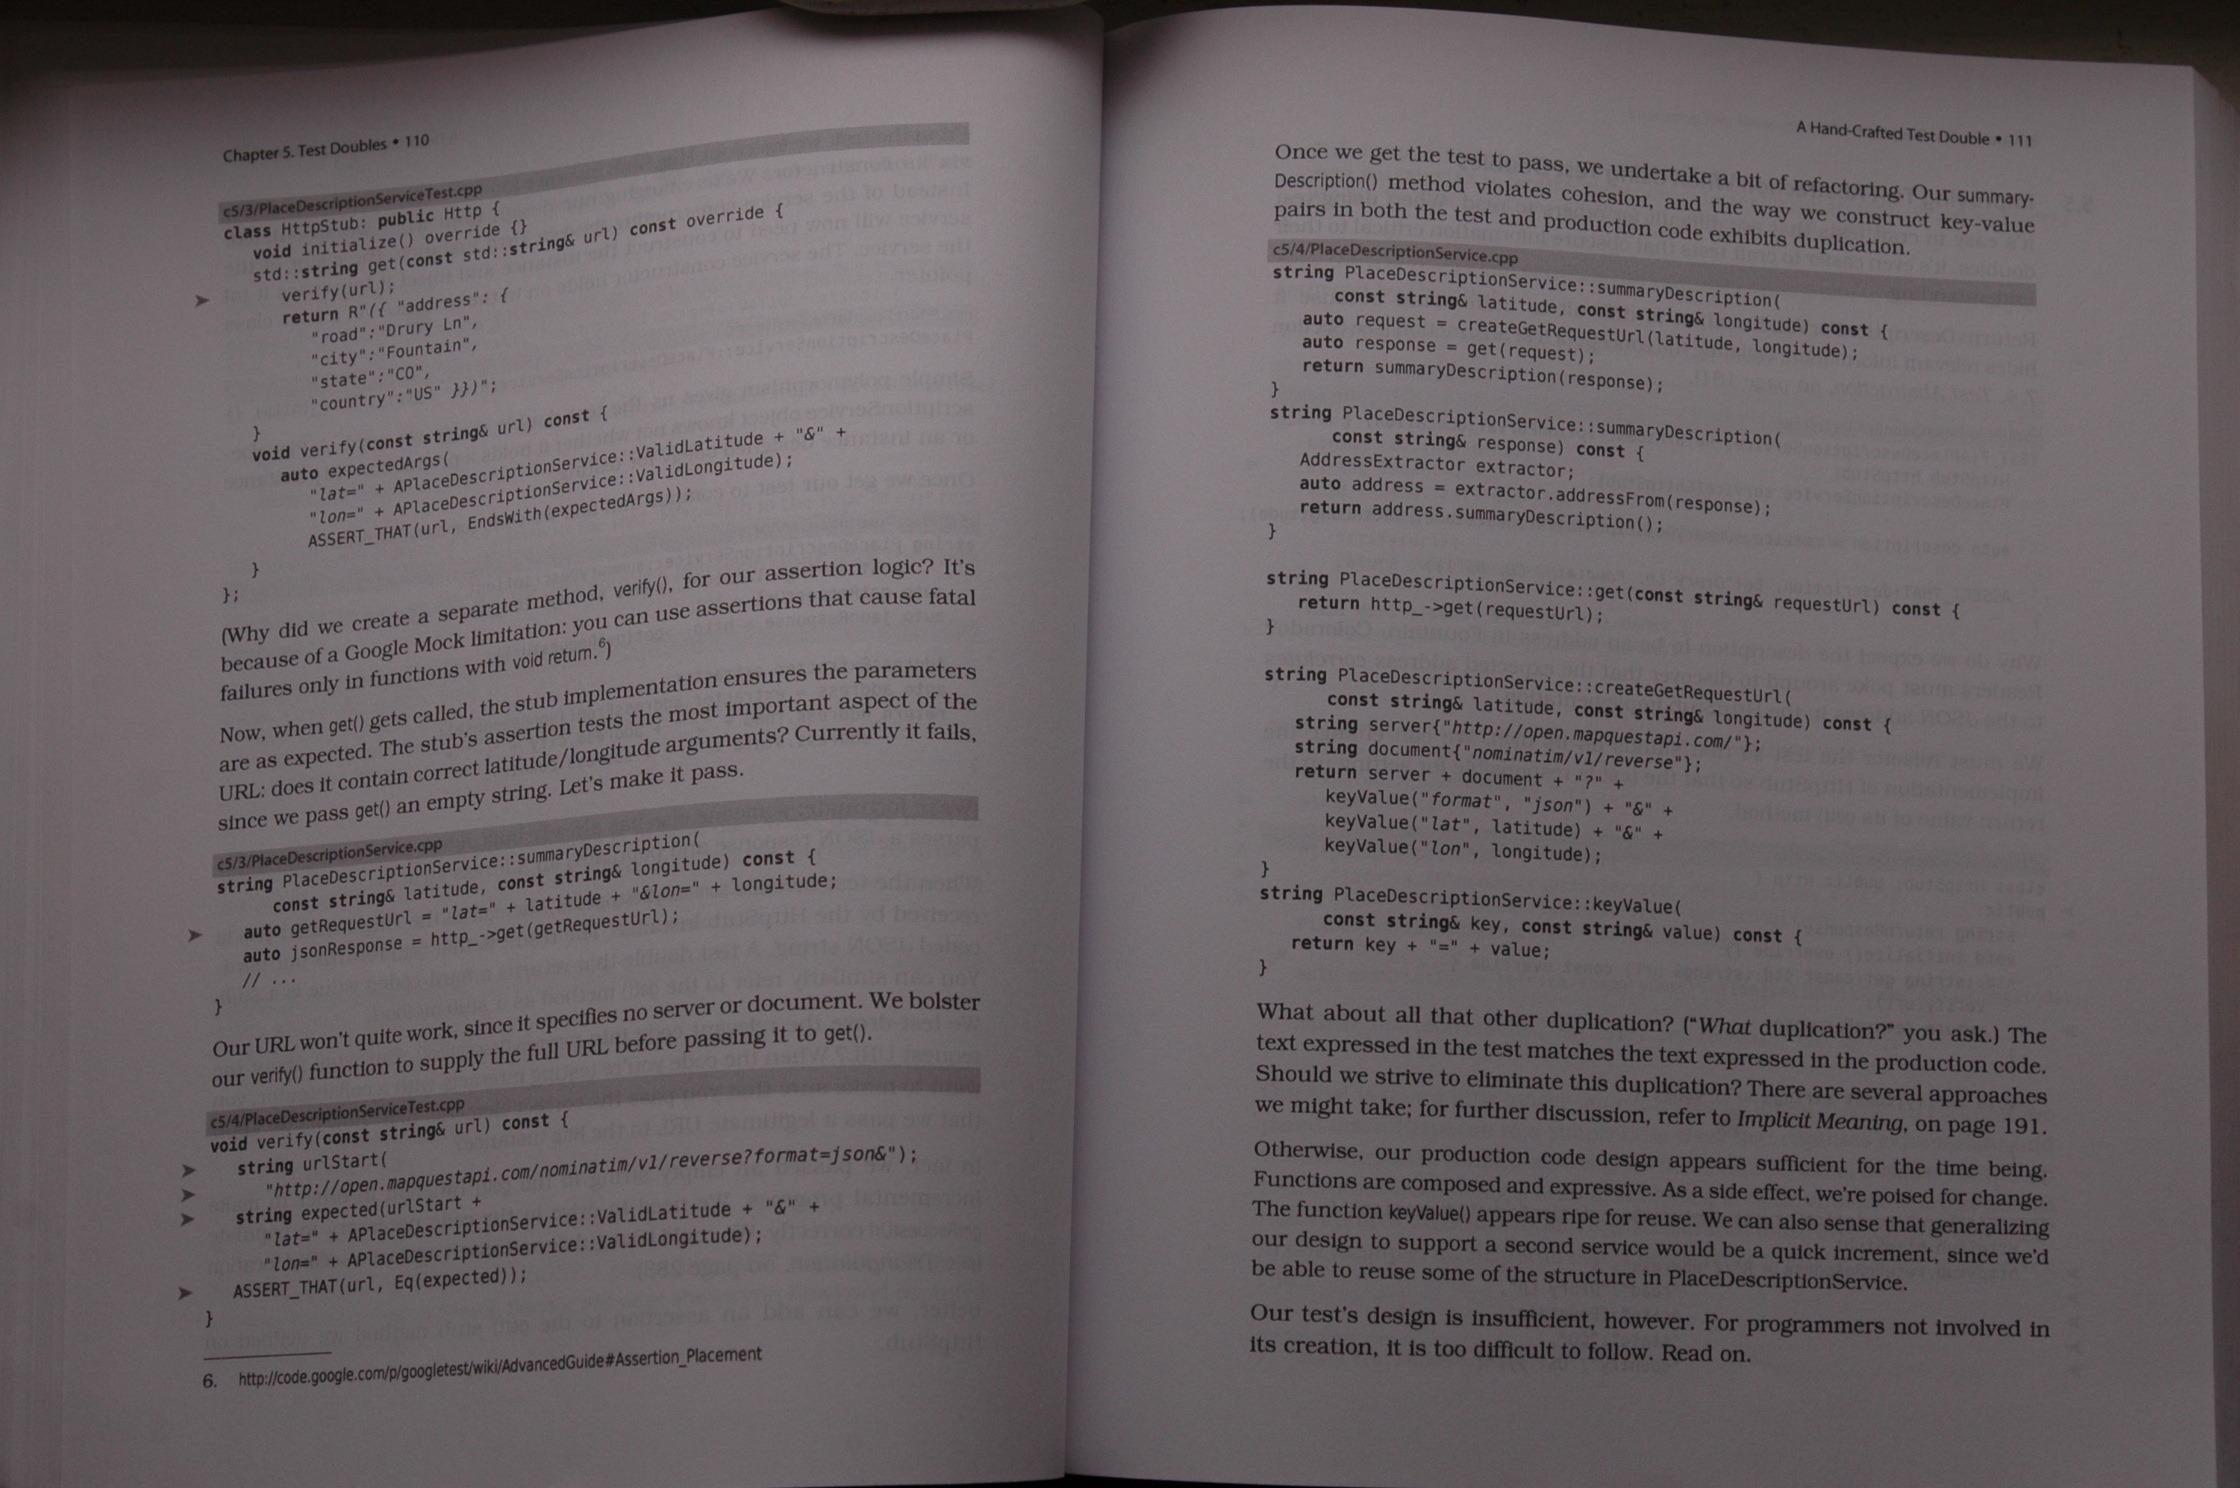 Chapter 5. Test Doubles • 110
c5/3/PlaceDescriptionServiceTest.cpp
class HttpStub: public Http {
void initialize() override {}
std::string get(const std::string& url) const override {
➤ verify(url);
return R"({ "address": {
"road":"Drury Ln",
"city":"Fountain",
"state":"CO",
"country":"US" }})";
}
void verify(const string& url) const {
auto expectedArgs(
"lat=" + APlaceDescriptionService::ValidLatitude + "&" +
"lon=" + APlaceDescriptionService::ValidLongitude);
ASSERT_THAT(url, EndsWith(expectedArgs));
}
};
(Why did we create a separate method, verify(), for our assertion logic? It's
because of a Google Mock limitation: you can use assertions that cause fatal
failures only in functions with void return.6)
Now, when get() gets called, the stub implementation ensures the parameters
are as expected. The stub's assertion tests the most important aspect of the
URL: does it contain correct latitude/longitude arguments? Currently it fails,
since we pass get() an empty string. Let's make it pass.
c5/3/PlaceDescriptionService.cpp
string PlaceDescriptionService::summaryDescription(
const string& latitude, const string& longitude) const {
➤ auto getRequestUrl = "lat=" + latitude + "&lon=" + longitude;
auto jsonResponse = http_->get(getRequestUrl);
// ...
}
Our URL won't quite work, since it specifies no server or document. We bolster
our verify() function to supply the full URL before passing it to get().
c5/4/PlaceDescriptionServiceTest.cpp
void verify(const string& url) const {
➤ string urlStart(
➤ "http://open.mapquestapi.com/nominatim/v1/reverse?format=json&");
➤ string expected(urlStart +
"lat=" + APlaceDescriptionService::ValidLatitude + "&" +
"lon=" + APlaceDescriptionService::ValidLongitude);
➤ ASSERT_THAT(url, Eq(expected));
}
6. http://code.google.com/p/googletest/wiki/AdvancedGuide#Assertion_Placement
A Hand-Crafted Test Double • 111
Once we get the test to pass, we undertake a bit of refactoring. Our summary-
Description() method violates cohesion, and the way we construct key-value
pairs in both the test and production code exhibits duplication.
c5/4/PlaceDescriptionService.cpp
string PlaceDescriptionService::summaryDescription(
const string& latitude, const string& longitude) const {
auto request = createGetRequestUrl(latitude, longitude);
auto response = get(request);
return summaryDescription(response);
}
string PlaceDescriptionService::summaryDescription(
const string& response) const {
AddressExtractor extractor;
auto address = extractor.addressFrom(response);
return address.summaryDescription();
}
string PlaceDescriptionService::get(const string& requestUrl) const {
return http_->get(requestUrl);
}
string PlaceDescriptionService::createGetRequestUrl(
const string& latitude, const string& longitude) const {
string server{"http://open.mapquestapi.com/"};
string document{"nominatim/v1/reverse"};
return server + document + "?" +
keyValue("format", "json") + "&" +
keyValue("lat", latitude) + "&" +
keyValue("lon", longitude);
}
string PlaceDescriptionService::keyValue(
const string& key, const string& value) const {
return key + "=" + value;
}
What about all that other duplication? ("What duplication?" you ask.) The
text expressed in the test matches the text expressed in the production code.
Should we strive to eliminate this duplication? There are several approaches
we might take; for further discussion, refer to Implicit Meaning, on page 191.
Otherwise, our production code design appears sufficient for the time being.
Functions are composed and expressive. As a side effect, we're poised for change.
The function keyValue() appears ripe for reuse. We can also sense that generalizing
our design to support a second service would be a quick increment, since we'd
be able to reuse some of the structure in PlaceDescriptionService.
Our test's design is insufficient, however. For programmers not involved in
its creation, it is too difficult to follow. Read on.